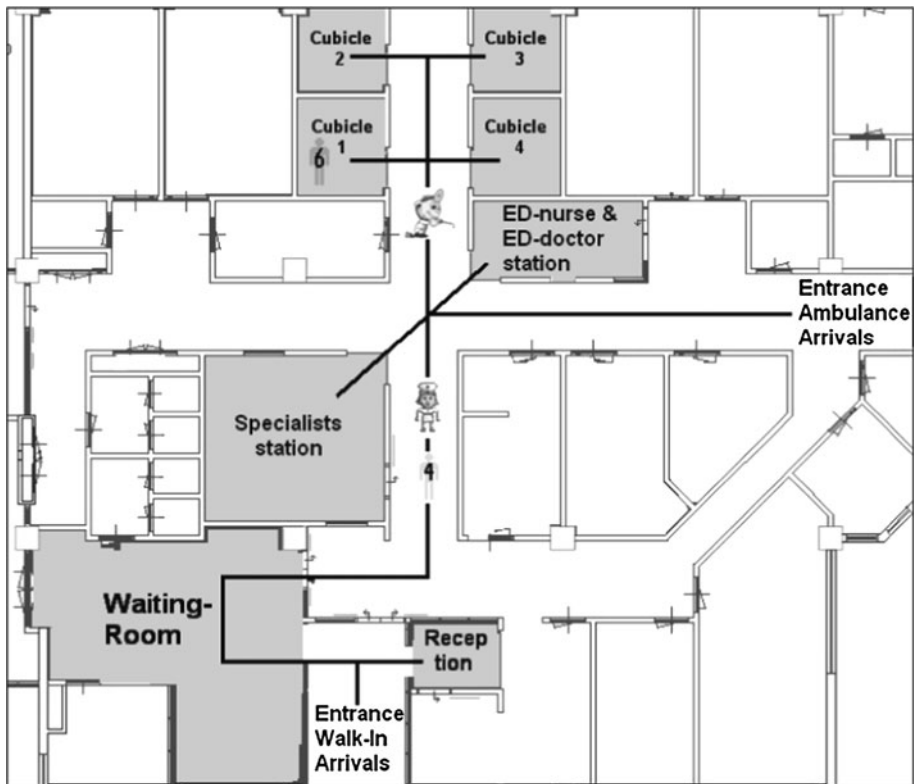 Cubicle
2
Cubicle
3
Cubicle
1
6
Cubicle
4
ED-nurse &
ED-doctor
station
Entrance
Ambulance
Arrivals
Specialists
station
4
Waiting-
Room
Recep
tion
Entrance
Walk-In
Arrivals